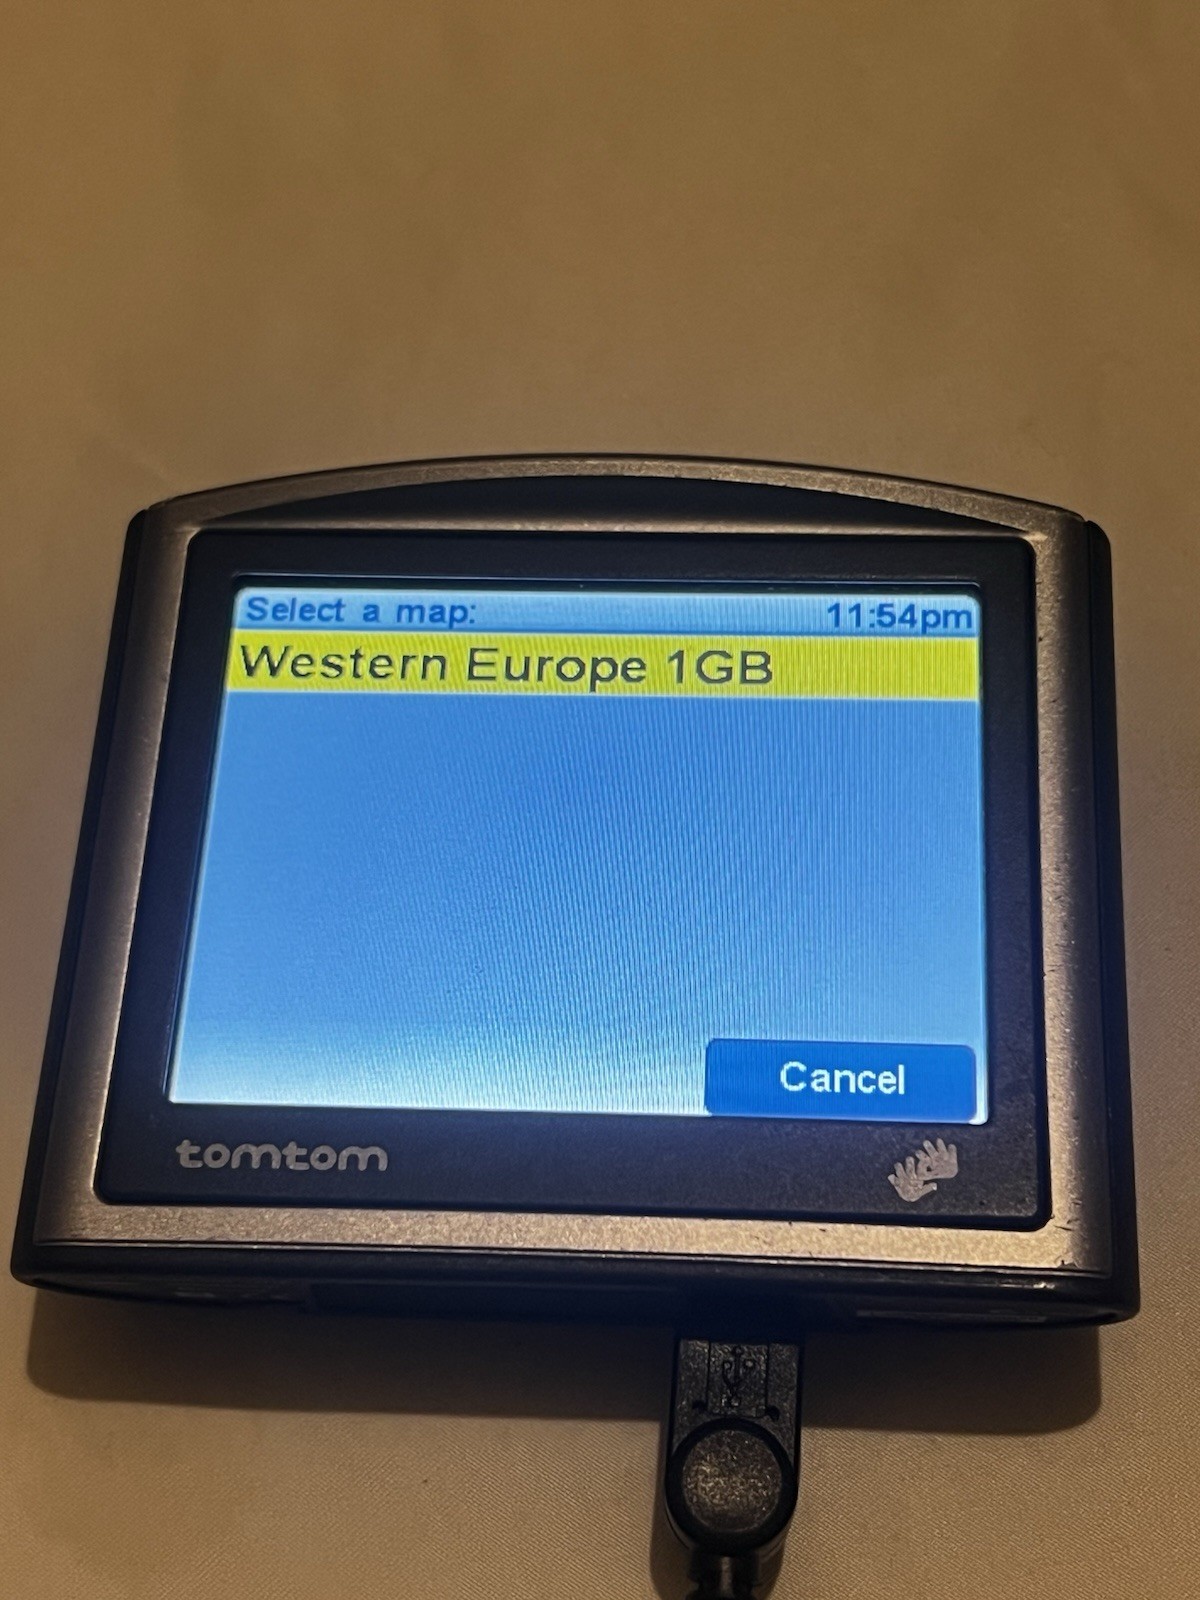 Select a map: 11:54pm
Western Europe 1GB
Cancel
tomtom